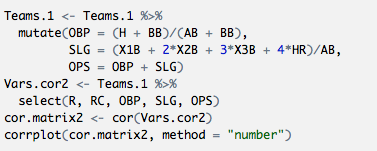 Teams.1 <- Teams.1 %>%
  mutate(OBP = (H + BB)/(AB + BB),
         SLG = (X1B + 2*X2B + 3*X3B + 4*HR)/AB,
         OPS = OBP + SLG)
Vars.cor2 <- Teams.1 %>%
  select(R, RC, OBP, SLG, OPS)
cor.matrix2 <- cor(Vars.cor2)
corrplot(cor.matrix2, method = "number")